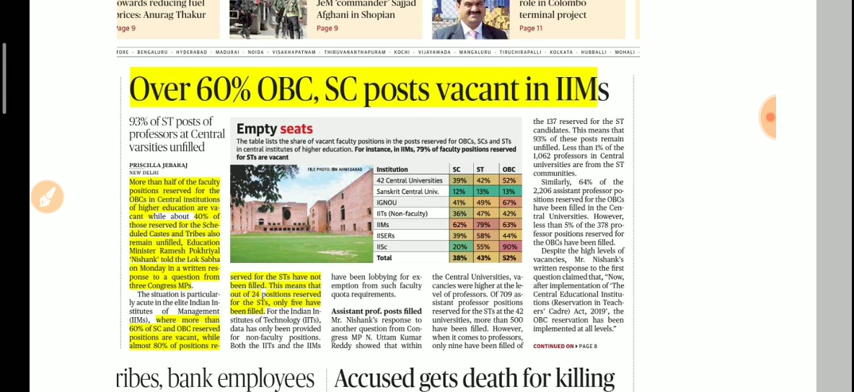 owards reducing fuel
prices: Anurag Thakur
Page 9
JeM 'commander' Sajjad
Afghani in Shopian
Page 9
role in Colombo
terminal project
Page 11
FORE • BENGALURU • HYDERABAD • MADURAI • NOIDA • VISAKHAPATNAM • THIRUVANANTHAPURAM • KOCHI • VIJAYAWADA • MANGALURU • TIRUCHIRAPALLI • KOLKATA • HUBBALLI • MOHALI •
Over 60% OBC, SC posts vacant in IIMs
93% of ST posts of
professors at Central
varsities unfilled
PRISCILLA JEBARAJ
NEW DELHI
More than half of the faculty
positions reserved for the
OBCs in Central institutions
of higher education are va-
cant while about 40% of
those reserved for the Sche-
duled Castes and Tribes also
remain unfilled, Education
Minister Ramesh Pokhriyal
'Nishank' told the Lok Sabha
on Monday in a written res-
ponse to a question from
three Congress MPs.
The situation is particular-
ly acute in the elite Indian In-
stitutes of Management
(IIMs), where more than
60% of SC and OBC reserved
positions are vacant, while
almost 80% of positions re-
Empty seats
The table lists the share of vacant faculty positions in the posts reserved for OBCs, SCs and STs
in central institutes of higher education. For instance, in IIMs, 79% of faculty positions reserved
for STs are vacant
FILE PHOTO: IIM AHMEDABAD
Institution SC ST OBC
42 Central Universities 39% 42% 52%
Sanskrit Central Univ. 12% 13% 13%
IGNOU 41% 49% 67%
IITs (Non-faculty) 36% 47% 42%
IIMs 62% 79% 63%
IISERs 39% 58% 44%
IISc 20% 55% 90%
Total 38% 43% 52%
served for the STs have not
been filled. This means that
out of 24 positions reserved
for the STs, only five have
been filled. For the Indian In-
stitutes of Technology (IITs),
data has only been provided
for non-faculty positions.
Both the IITs and the IIMs
have been lobbying for ex-
emption from such faculty
quota requirements.
Assistant prof. posts filled
Mr. Nishank's response to
another question from Con-
gress MP N. Uttam Kumar
Reddy showed that within
the Central Universities, va-
cancies were higher at the
level of professors. Of 709 as-
sistant professor positions
reserved for the STs at the 42
universities, more than 500
have been filled. However,
when it comes to professors,
only nine have been filled of
the 137 reserved for the ST
candidates. This means that
93% of these posts remain
unfilled. Less than 1% of the
1,062 professors in Central
universities are from the ST
communities.
Similarly, 64% of the
2,206 assistant professor po-
sitions reserved for the OBCs
have been filled in the Cen-
tral Universities. However,
less than 5% of the 378 pro-
fessor positions reserved for
the OBCs have been filled.
Despite the high levels of
vacancies, Mr. Nishank's
written response to the first
question claimed that, "Now,
after implementation of 'The
Central Educational Institu-
tions (Reservation in Teach-
ers' Cadre) Act, 2019', the
OBC reservation has been
implemented at all levels."
CONTINUED ON ▸ PAGE 8
ribes, bank employees
Accused gets death for killing